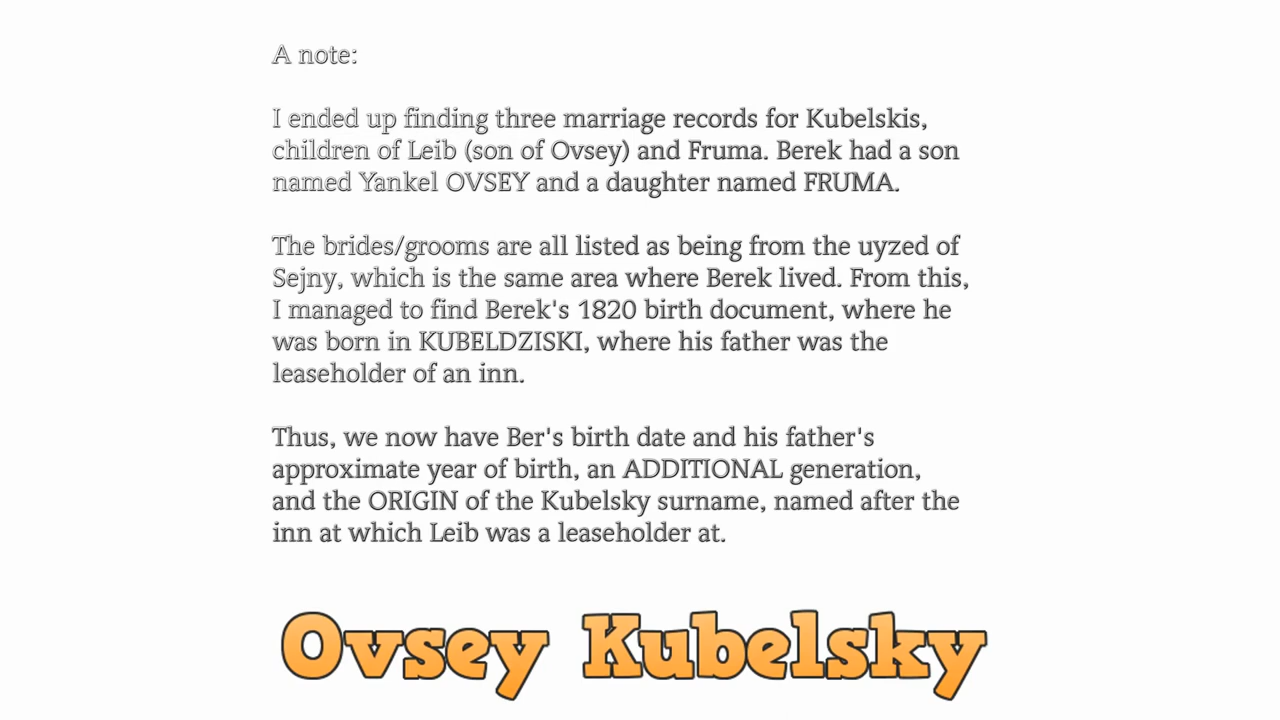 A note:
I ended up finding three marriage records for Kubelskis,
children of Leib (son of Ovsey) and Fruma. Berek had a son
named Yankel OVSEY and a daughter named FRUMA.
The brides/grooms are all listed as being from the uyzed of
Sejny, which is the same area where Berek lived. From this,
I managed to find Berek's 1820 birth document, where he
was born in KUBELDZISKI, where his father was the
leaseholder of an inn.
Thus, we now have Ber's birth date and his father's
approximate year of birth, an ADDITIONAL generation,
and the ORIGIN of the Kubelsky surname, named after the
inn at which Leib was a leaseholder at.
Ovsey Kubelsky